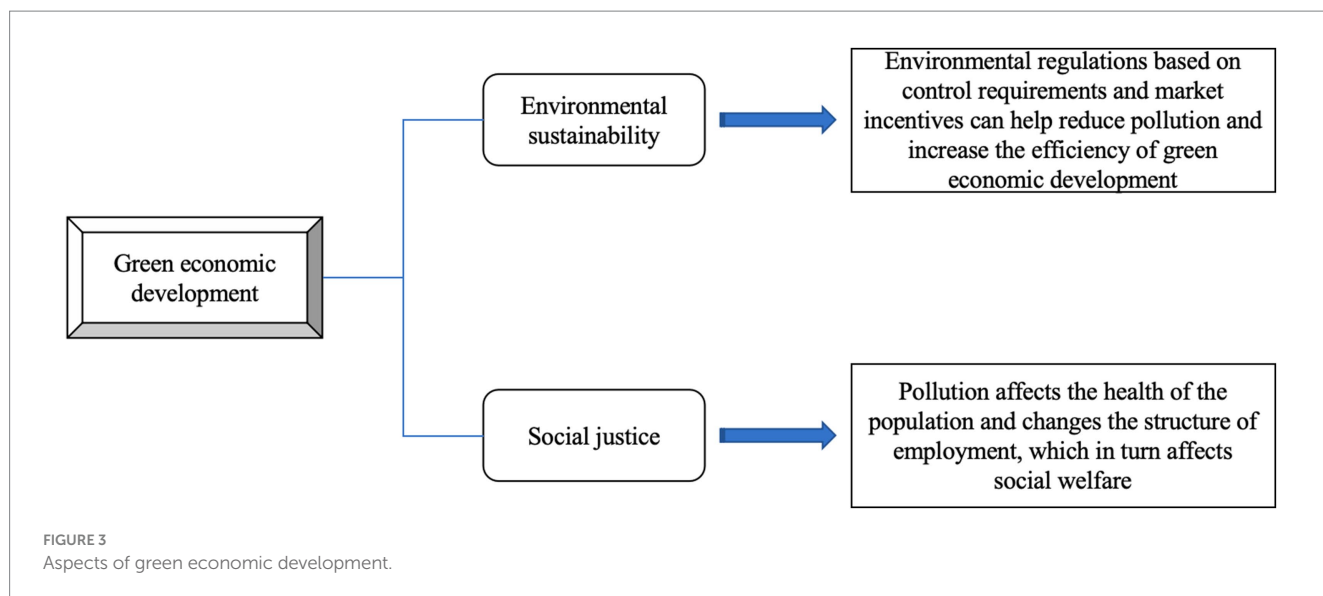 Green economic
development
Environmental
sustainability
Environmental regulations based on
control requirements and market
incentives can help reduce pollution and
increase the efficiency of green
economic development
Social justice
Pollution affects the health of the
population and changes the structure of
employment, which in turn affects
social welfare
FIGURE 3
Aspects of green economic development.